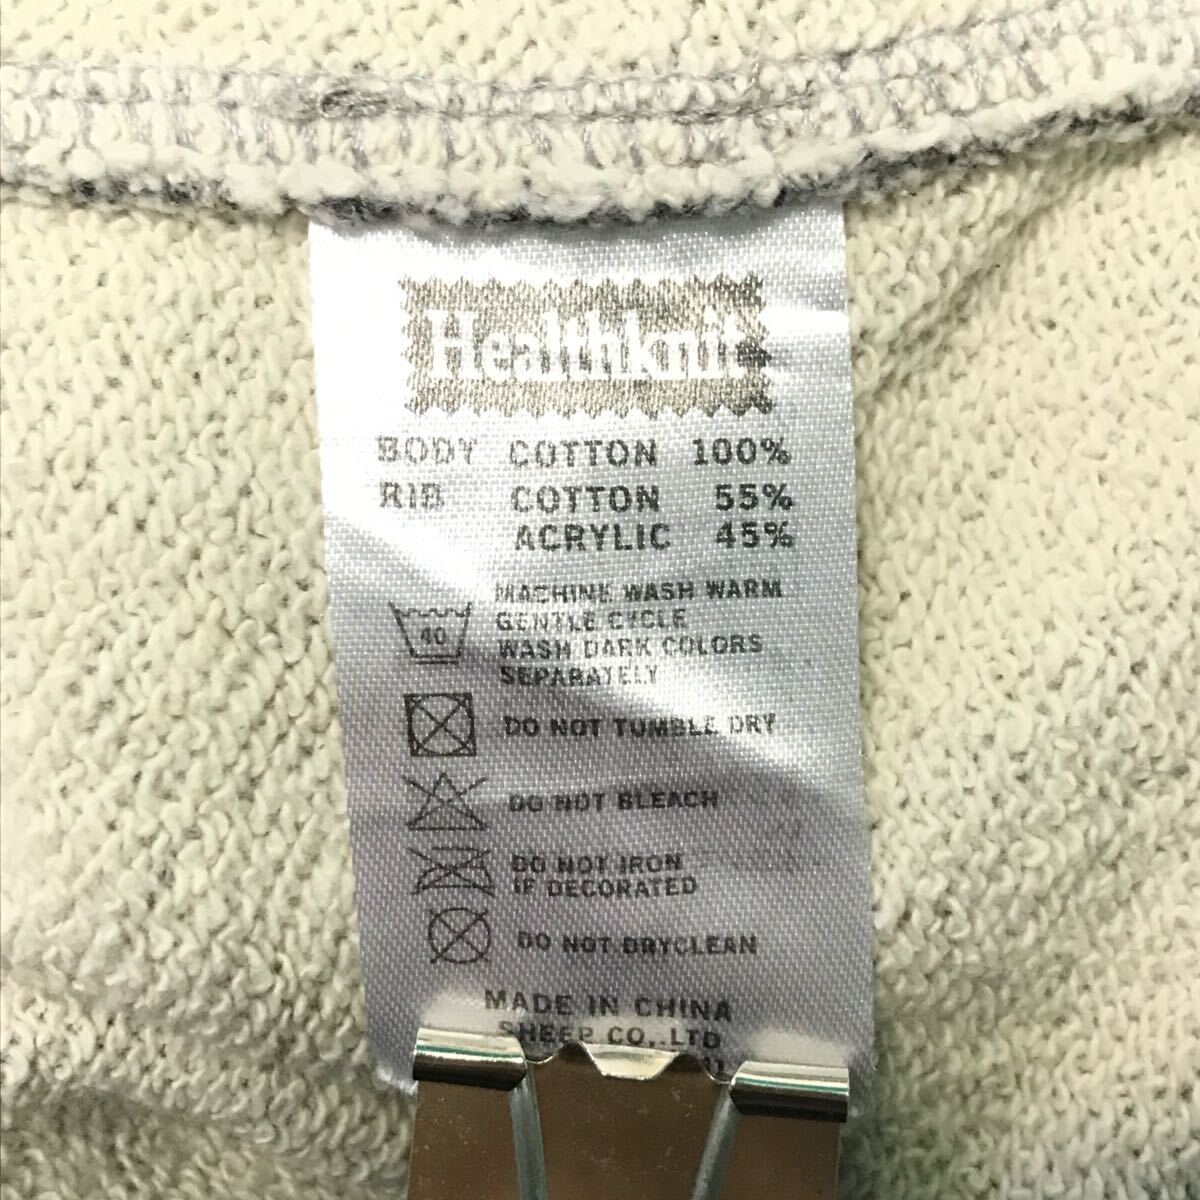 Healthknit
BODY COTTON 100%
RIB COTTON 55%
ACRYLIC 45%
40
MACHINE WASH WARM
GENTLE CYCLE
WASH DARK COLORS
SEPARATELY
DO NOT TUMBLE DRY
DO NOT BLEACH
DO NOT IRON
IF DECORATED
DO NOT DRYCLEAN
MADE IN CHINA
SHEEP CO,.LTD